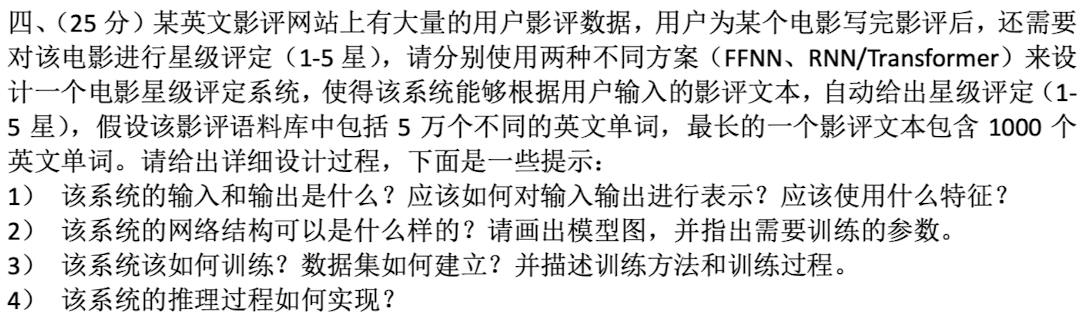 四、（25 分）某英文影评网站上有大量的用户影评数据，用户为某个电影写完影评后，还需要
对该电影进行星级评定（1-5 星），请分别使用两种不同方案（FFNN、RNN/Transformer）来设
计一个电影星级评定系统，使得该系统能够根据用户输入的影评文本，自动给出星级评定（1-
5 星），假设该影评语料库中包括 5 万个不同的英文单词，最长的一个影评文本包含 1000 个
英文单词。请给出详细设计过程，下面是一些提示：
1） 该系统的输入和输出是什么？应该如何对输入输出进行表示？应该使用什么特征？
2） 该系统的网络结构可以是什么样的？请画出模型图，并指出需要训练的参数。
3） 该系统该如何训练？数据集如何建立？并描述训练方法和训练过程。
4） 该系统的推理过程如何实现？